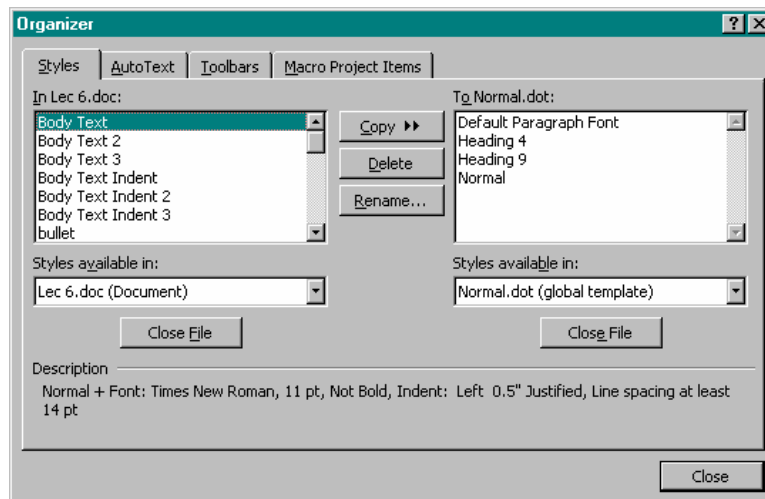 Organizer
Styles AutoText Toolbars Macro Project Items
In Lec 6.doc:
Body Text
Body Text 2
Body Text 3
Body Text Indent
Body Text Indent 2
Body Text Indent 3
bullet
Copy
Delete
Rename...
To Normal.dot:
Default Paragraph Font
Heading 4
Heading 9
Normal
Styles available in:
Lec 6.doc (Document)
Close File
Styles available in:
Normal.dot (global template)
Close File
Description
Normal + Font: Times New Roman, 11 pt, Not Bold, Indent: Left 0.5" Justified, Line spacing at least
14 pt
Close